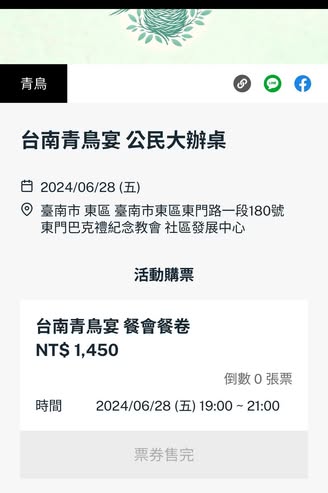 青鳥
台南青鳥宴 公民大辦桌
2024/06/28 (五)
臺南市 東區 臺南市東區東門路一段180號
東門巴克禮紀念教會 社區發展中心
活動購票
台南青鳥宴 餐會餐卷
NT$ 1,450
倒數 0 張票
時間 2024/06/28 (五) 19:00 ~ 21:00
票券售完